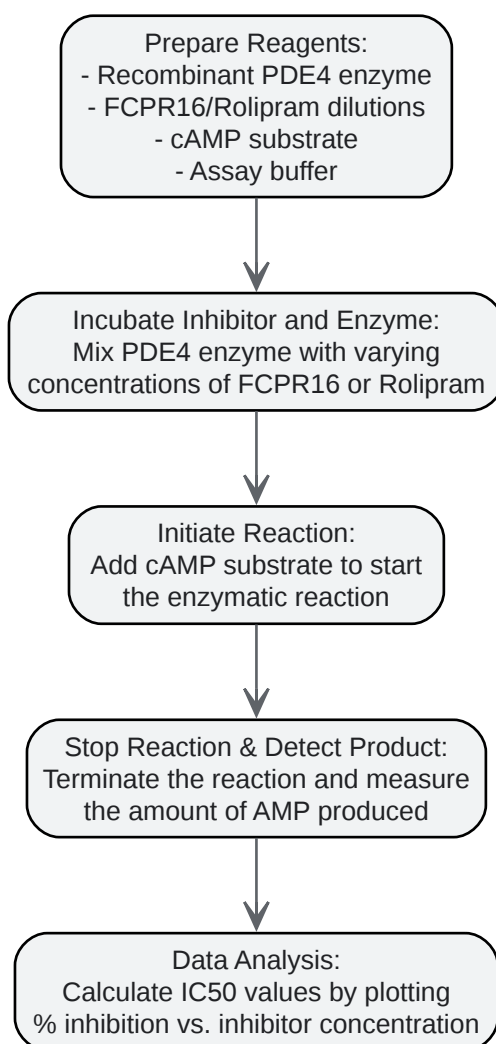 Prepare Reagents:
- Recombinant PDE4 enzyme
- FCPR16/Rolipram dilutions
- cAMP substrate
- Assay buffer
Incubate Inhibitor and Enzyme:
Mix PDE4 enzyme with varying
concentrations of FCPR16 or Rolipram
Initiate Reaction:
Add cAMP substrate to start
the enzymatic reaction
Stop Reaction & Detect Product:
Terminate the reaction and measure
the amount of AMP produced
Data Analysis:
Calculate IC50 values by plotting
% inhibition vs. inhibitor concentration